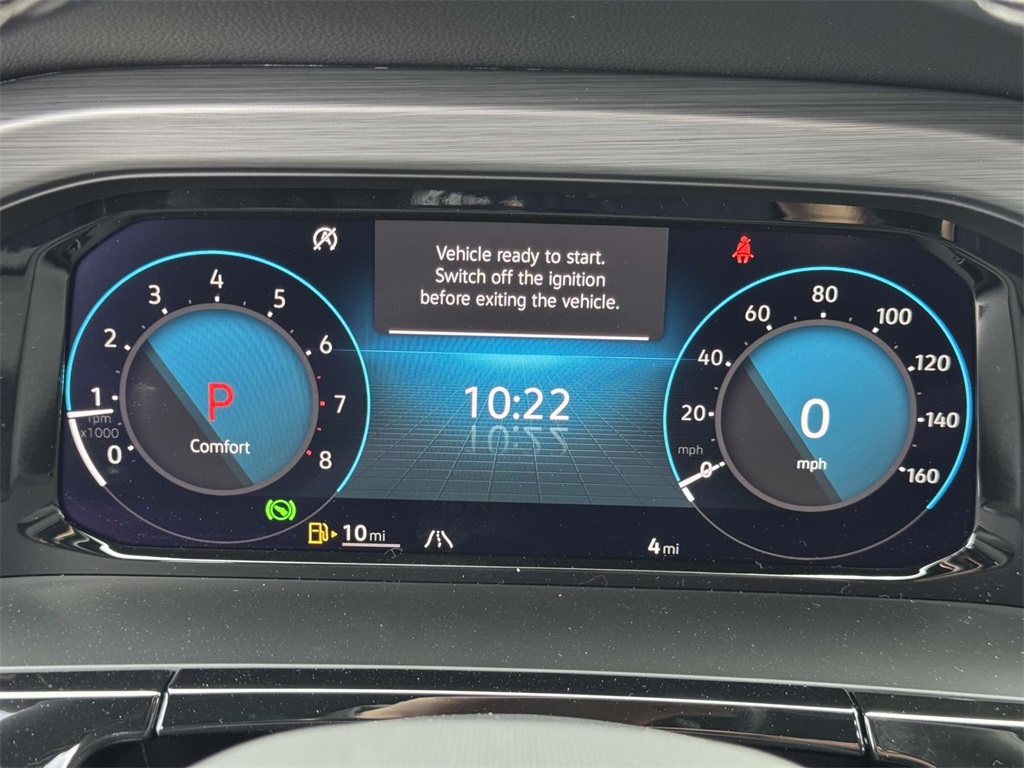 Vehicle ready to start.
Switch off the ignition
before exiting the vehicle.
0
1
2
3
4
5
6
7
8
rpm
x1000
P
Comfort
10:22
0
20
40
60
80
100
120
140
160
mph
0
mph
10 mi
4 mi